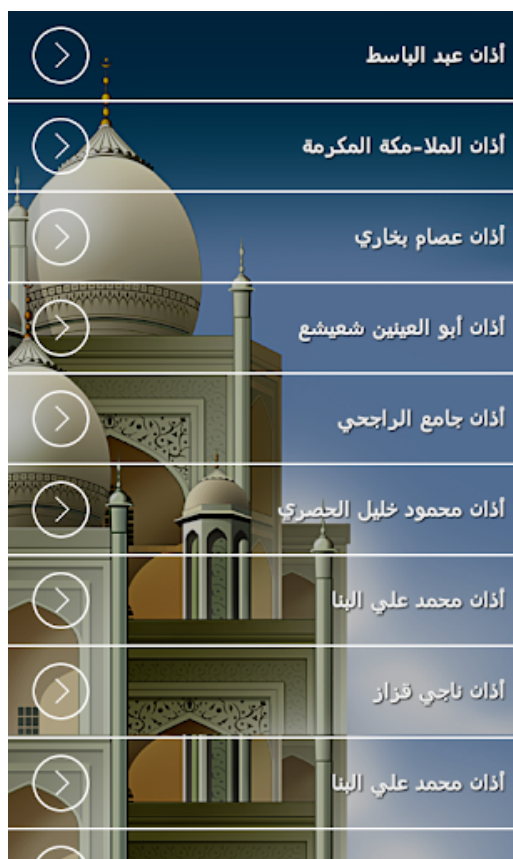 أذان عبد الباسط
أذان الملا-مكة المكرمة
أذان عصام بخاري
أذان أبو العينين شعيشع
أذان جامع الراجحي
أذان محمود خليل الحصري
أذان محمد علي البنا
أذان ناجي قزاز
أذان محمد علي البنا